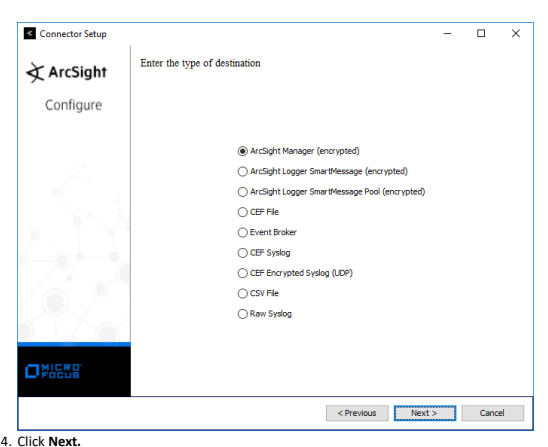 Connector Setup
ArcSight
Configure
Enter the type of destination
ArcSight Manager (encrypted)
ArcSight Logger SmartMessage (encrypted)
ArcSight Logger SmartMessage Pool (encrypted)
CEF File
Event Broker
CEF Syslog
CEF Encrypted Syslog (UDP)
CSV File
Raw Syslog
MICRO
FOCUS
< Previous
Next >
Cancel
4. Click Next.